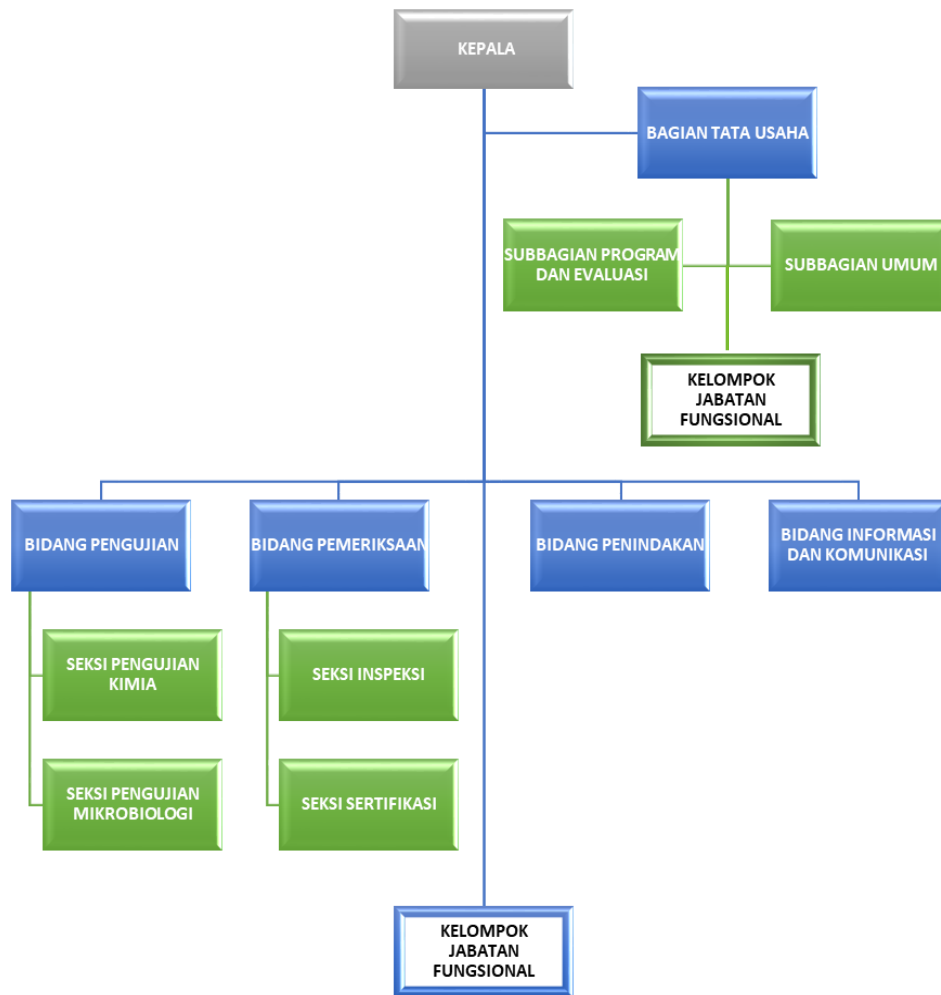 KEPALA
BAGIAN TATA USAHA
SUBBAGIAN PROGRAM
DAN EVALUASI
SUBBAGIAN UMUM
KELOMPOK
JABATAN
FUNGSIONAL
BIDANG PENGUJIAN
BIDANG PEMERIKSAAN
BIDANG PENINDAKAN
BIDANG INFORMASI
DAN KOMUNIKASI
SEKSI PENGUJIAN
KIMIA
SEKSI INSPEKSI
SEKSI PENGUJIAN
MIKROBIOLOGI
SEKSI SERTIFIKASI
KELOMPOK
JABATAN
FUNGSIONAL